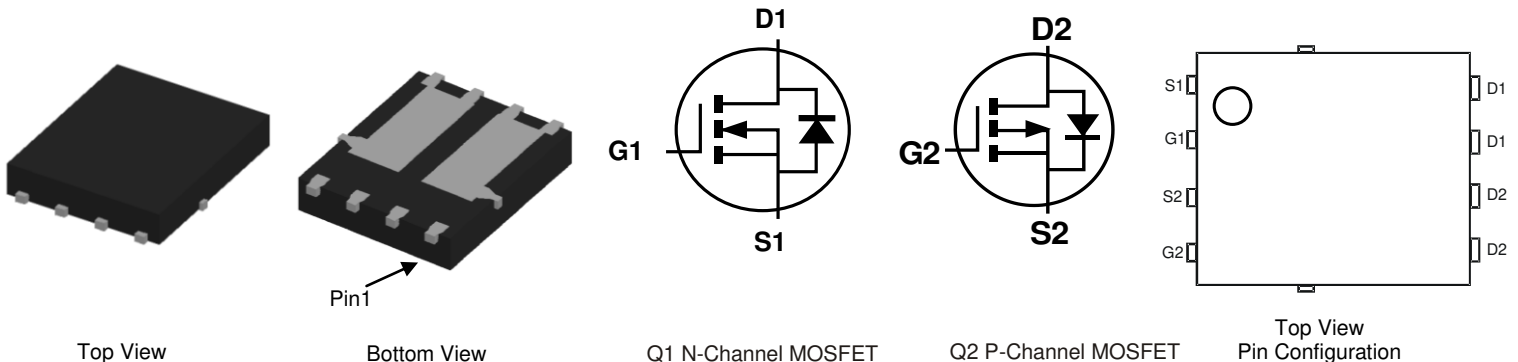 D1
G1
S1
D2
G2
S2
S1
G1
S2
G2
D1
D1
D2
D2
Pin1
Top View
Bottom View
Q1 N-Channel MOSFET
Q2 P-Channel MOSFET
Top View
Pin Configuration